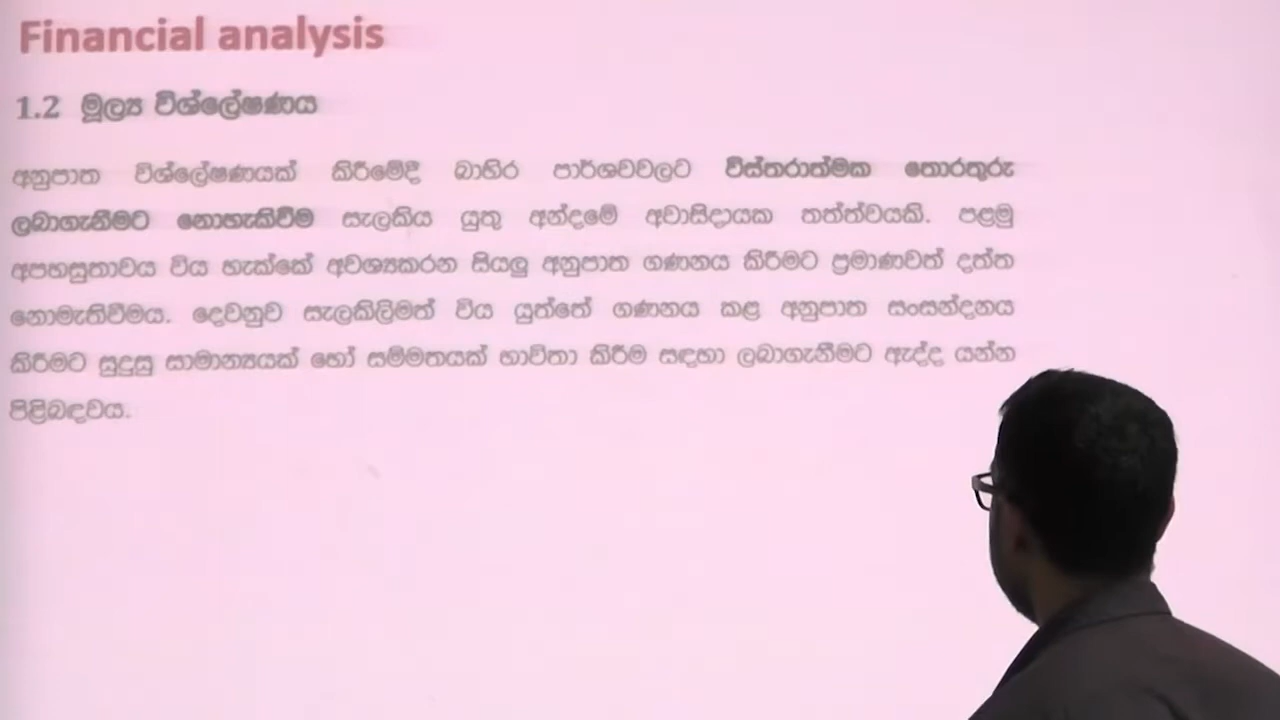 Financial analysis
1.2 මූල්‍ය විශ්ලේෂණය
අනුපාත විශ්ලේෂණයක් කිරීමේදී බාහිර පාර්ශවවලට විස්තරාත්මක තොරතුරු
ලබාගැනීමට නොහැකිවීම සැලකිය යුතු අන්දමේ අවාසිදායක තත්ත්වයකි. පළමු
අපහසුතාවය විය හැක්කේ අවශ්‍යකරන සියලු අනුපාත ගණනය කිරීමට ප්‍රමාණවත් දත්ත
නොමැතිවීමය. දෙවනුව සැලකිලිමත් විය යුත්තේ ගණනය කළ අනුපාත සංසන්දනය
කිරීමට සුදුසු සාමාන්‍යයක් හෝ සම්මතයක් භාවිතා කිරීම සඳහා ලබාගැනීමට ඇද්ද යන්න
පිළිබඳවය.